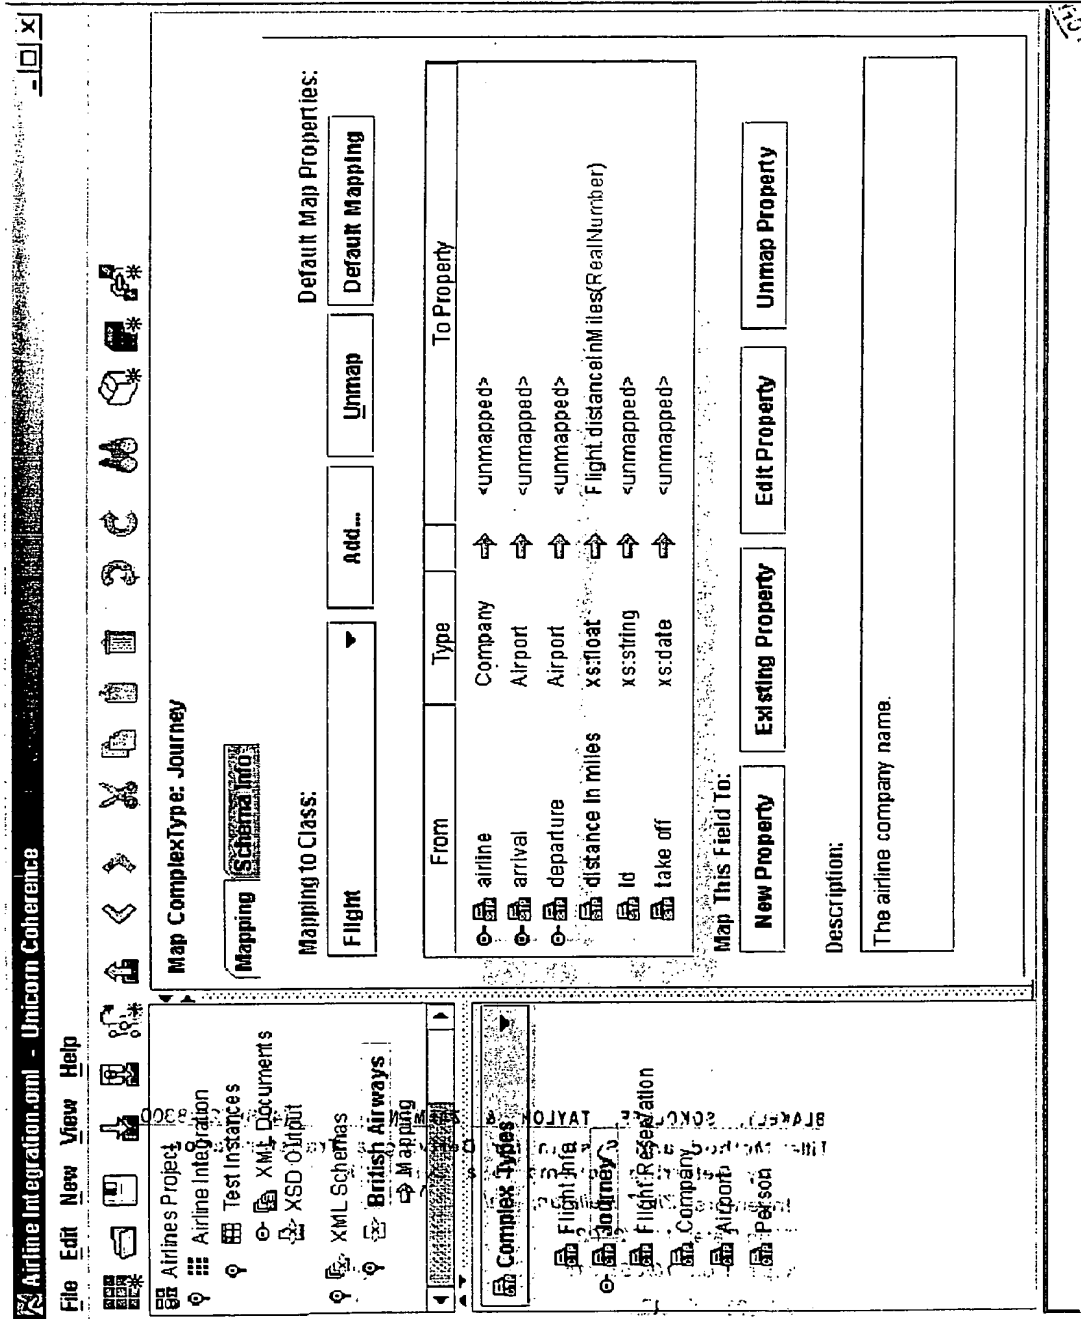 Airline Integration.oml - Unicorn Coherence
File Edit New View Help
Airlines Project
Airline Integration
Test Instances
XML Documents
XSD Output
XML Schemas
British Airways
Mapping
Complex Types
Flight Info
Journey
Flight Reservation
Company
Airport
Person
Map ComplexType: Journey
Mapping Schema Info
Mapping to Class:
Default Map Properties:
Flight Add... Unmap Default Mapping
From Type To Property
airline Company <unmapped>
arrival Airport <unmapped>
departure Airport <unmapped>
distance in miles xs:float Flight.distanceInMiles(RealNumber)
Id xs:string <unmapped>
take off xs:date <unmapped>
Map This Field To:
New Property Existing Property Edit Property Unmap Property
Description:
The airline company name.